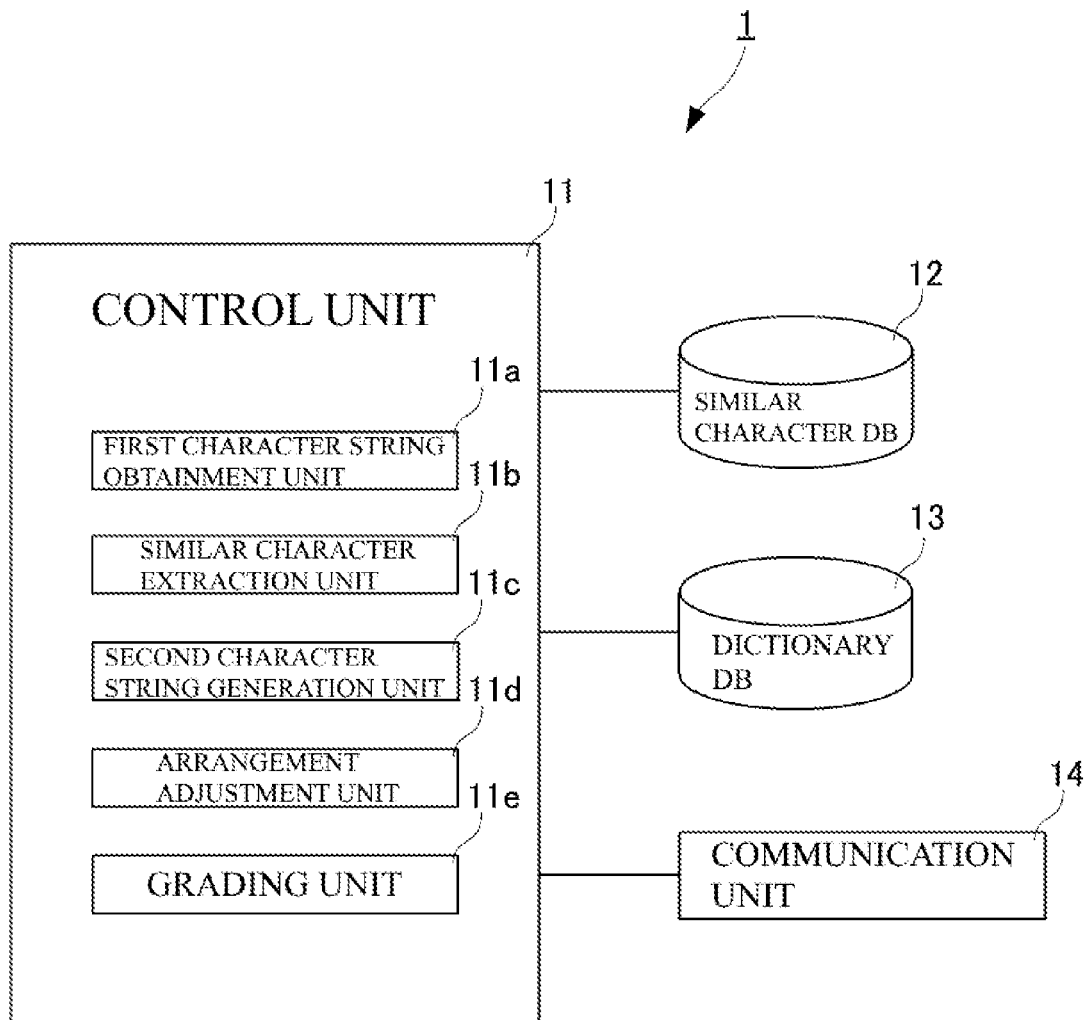 1
11
CONTROL UNIT
11a
FIRST CHARACTER STRING
OBTAINMENT UNIT
11b
SIMILAR CHARACTER
EXTRACTION UNIT
11c
SECOND CHARACTER
STRING GENERATION UNIT
11d
ARRANGEMENT
ADJUSTMENT UNIT
11e
GRADING UNIT
12
SIMILAR
CHARACTER DB
13
DICTIONARY
DB
14
COMMUNICATION
UNIT